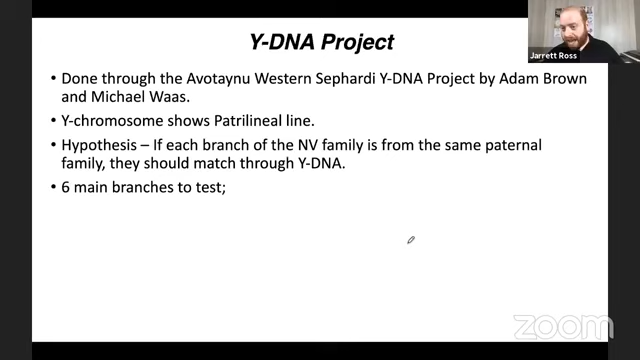 Y-DNA Project
Jarrett Ross
• Done through the Avotaynu Western Sephardi Y-DNA Project by Adam Brown
and Michael Waas.
• Y-chromosome shows Patrilineal line.
• Hypothesis – If each branch of the NV family is from the same paternal
family, they should match through Y-DNA.
• 6 main branches to test;
zoom